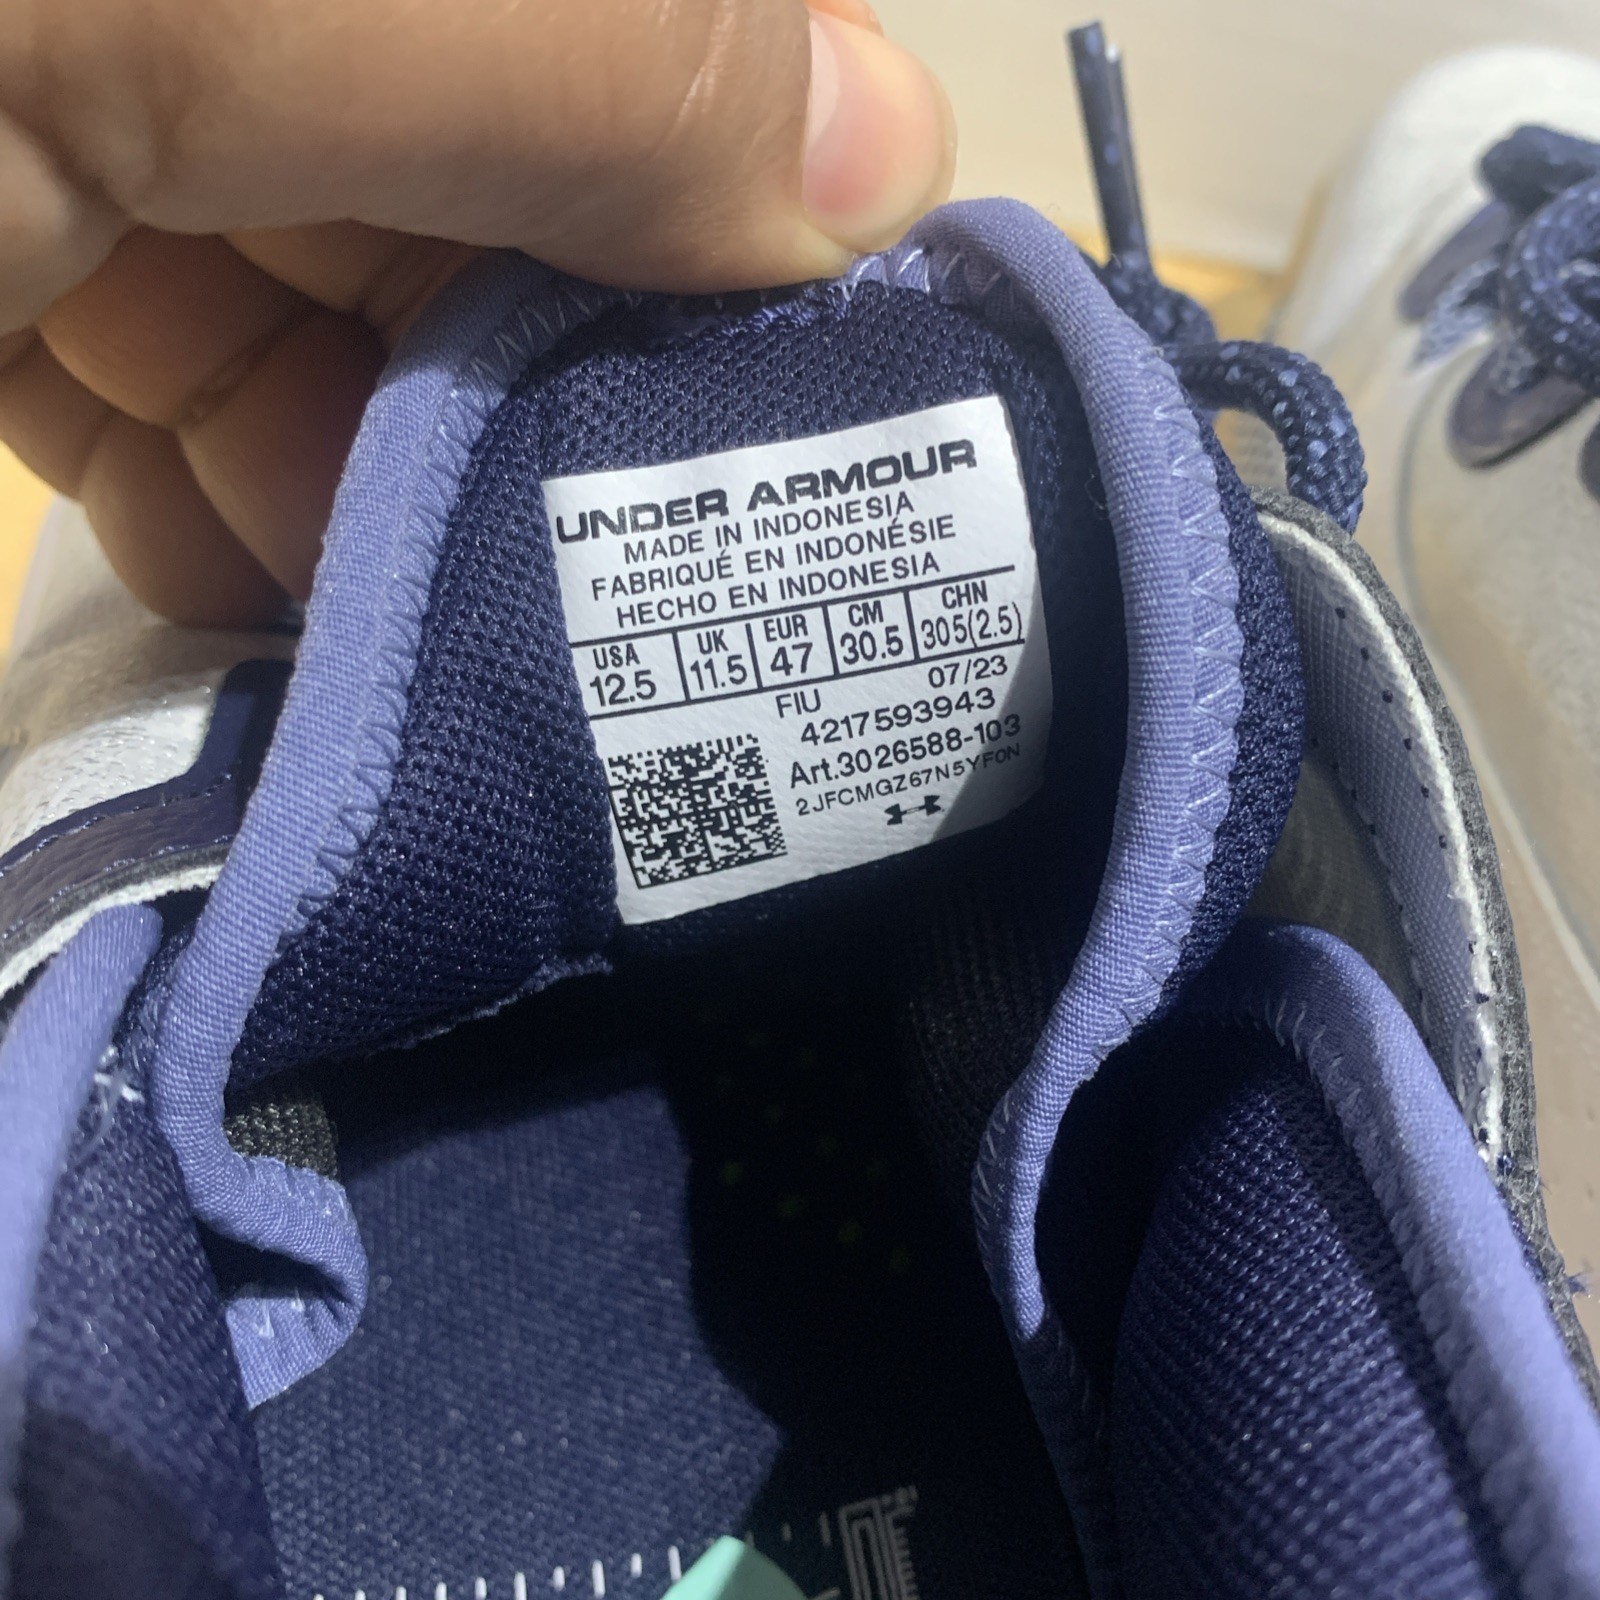 UNDER ARMOUR
MADE IN INDONESIA
FABRIQUÉ EN INDONÉSIE
HECHO EN INDONESIA
USA UK EUR CM CHN
12.5 11.5 47 30.5 305(2.5)
FIU 07/23
4217593943
Art.3026588-103
2JFCMGZ67N5YF0N